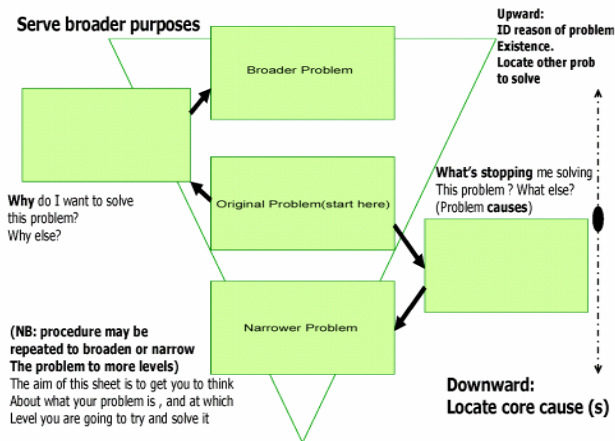 Serve broader purposes
Upward:
ID reason of problem
Existence.
Locate other prob
to solve
Broader Problem
What's stopping me solving
This problem ? What else?
(Problem causes)
Why do I want to solve
this problem?
Why else?
Original Problem(start here)
Narrower Problem
(NB: procedure may be
repeated to broaden or narrow
The problem to more levels)
The aim of this sheet is to get you to think
About what your problem is , and at which
Level you are going to try and solve it
Downward:
Locate core cause (s)